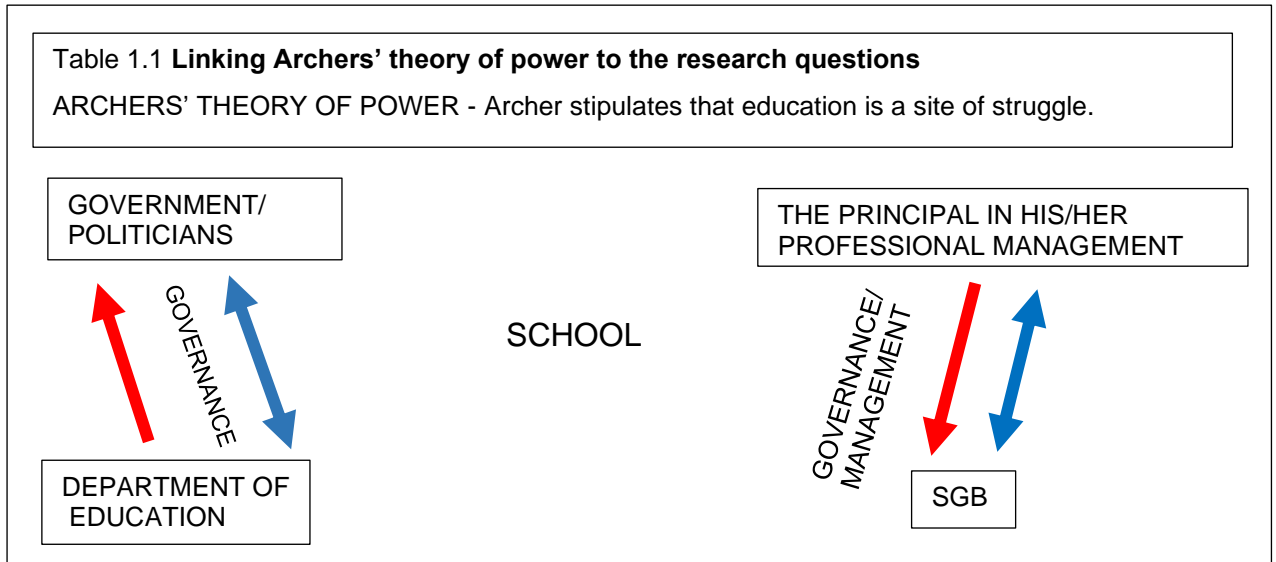 Table 1.1 Linking Archers' theory of power to the research questions
ARCHERS' THEORY OF POWER - Archer stipulates that education is a site of struggle.
GOVERNMENT/
POLITICIANS
THE PRINCIPAL IN HIS/HER
PROFESSIONAL MANAGEMENT
GOVERNANCE
SCHOOL
GOVERNANCE/
MANAGEMENT
DEPARTMENT OF
EDUCATION
SGB